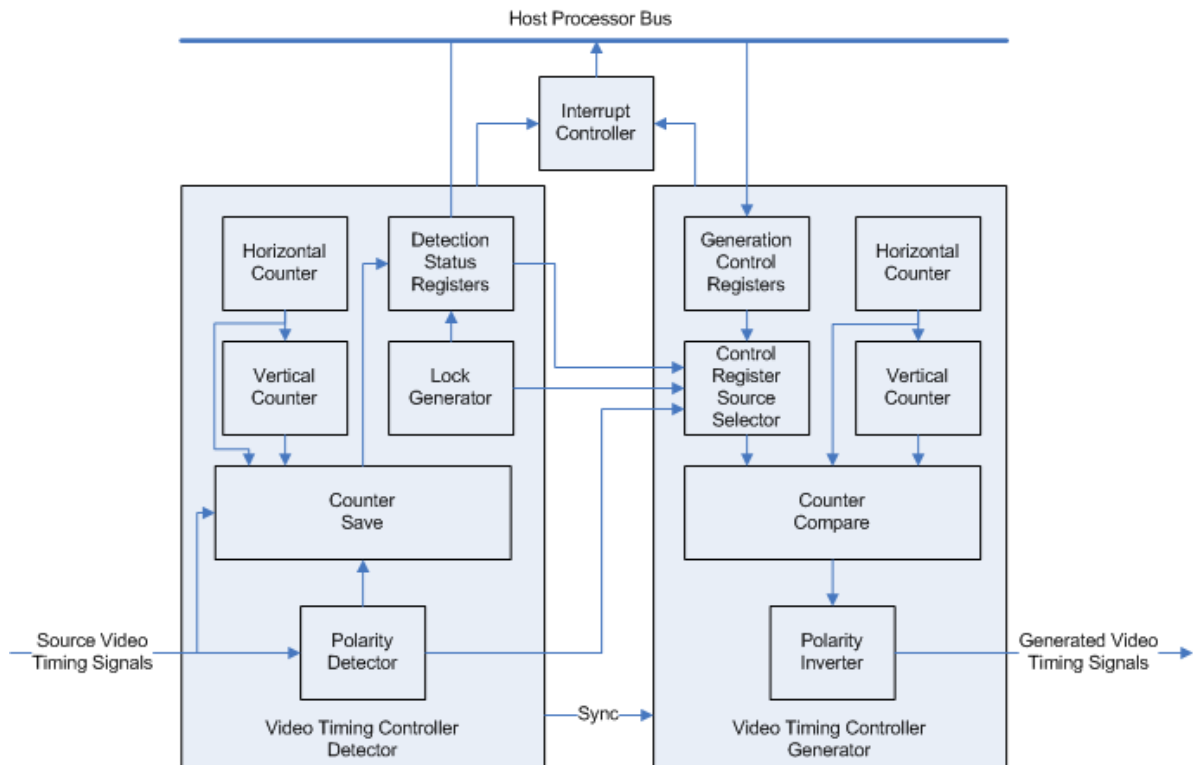 Host Processor Bus
Interrupt
Controller
Horizontal
Counter
Detection
Status
Registers
Vertical
Counter
Lock
Generator
Counter
Save
Source Video
Timing Signals
Polarity
Detector
Video Timing Controller
Detector
Sync
Generation
Control
Registers
Horizontal
Counter
Control
Register
Source
Selector
Vertical
Counter
Counter
Compare
Polarity
Inverter
Generated Video
Timing Signals
Video Timing Controller
Generator